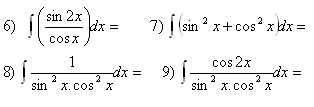 6) ∫(sin 2x / cos x)dx =    7) ∫(sin² x + cos² x)dx =
8) ∫ 1 / (sin² x. cos² x) dx =    9) ∫ cos 2x / (sin² x. cos² x) dx =